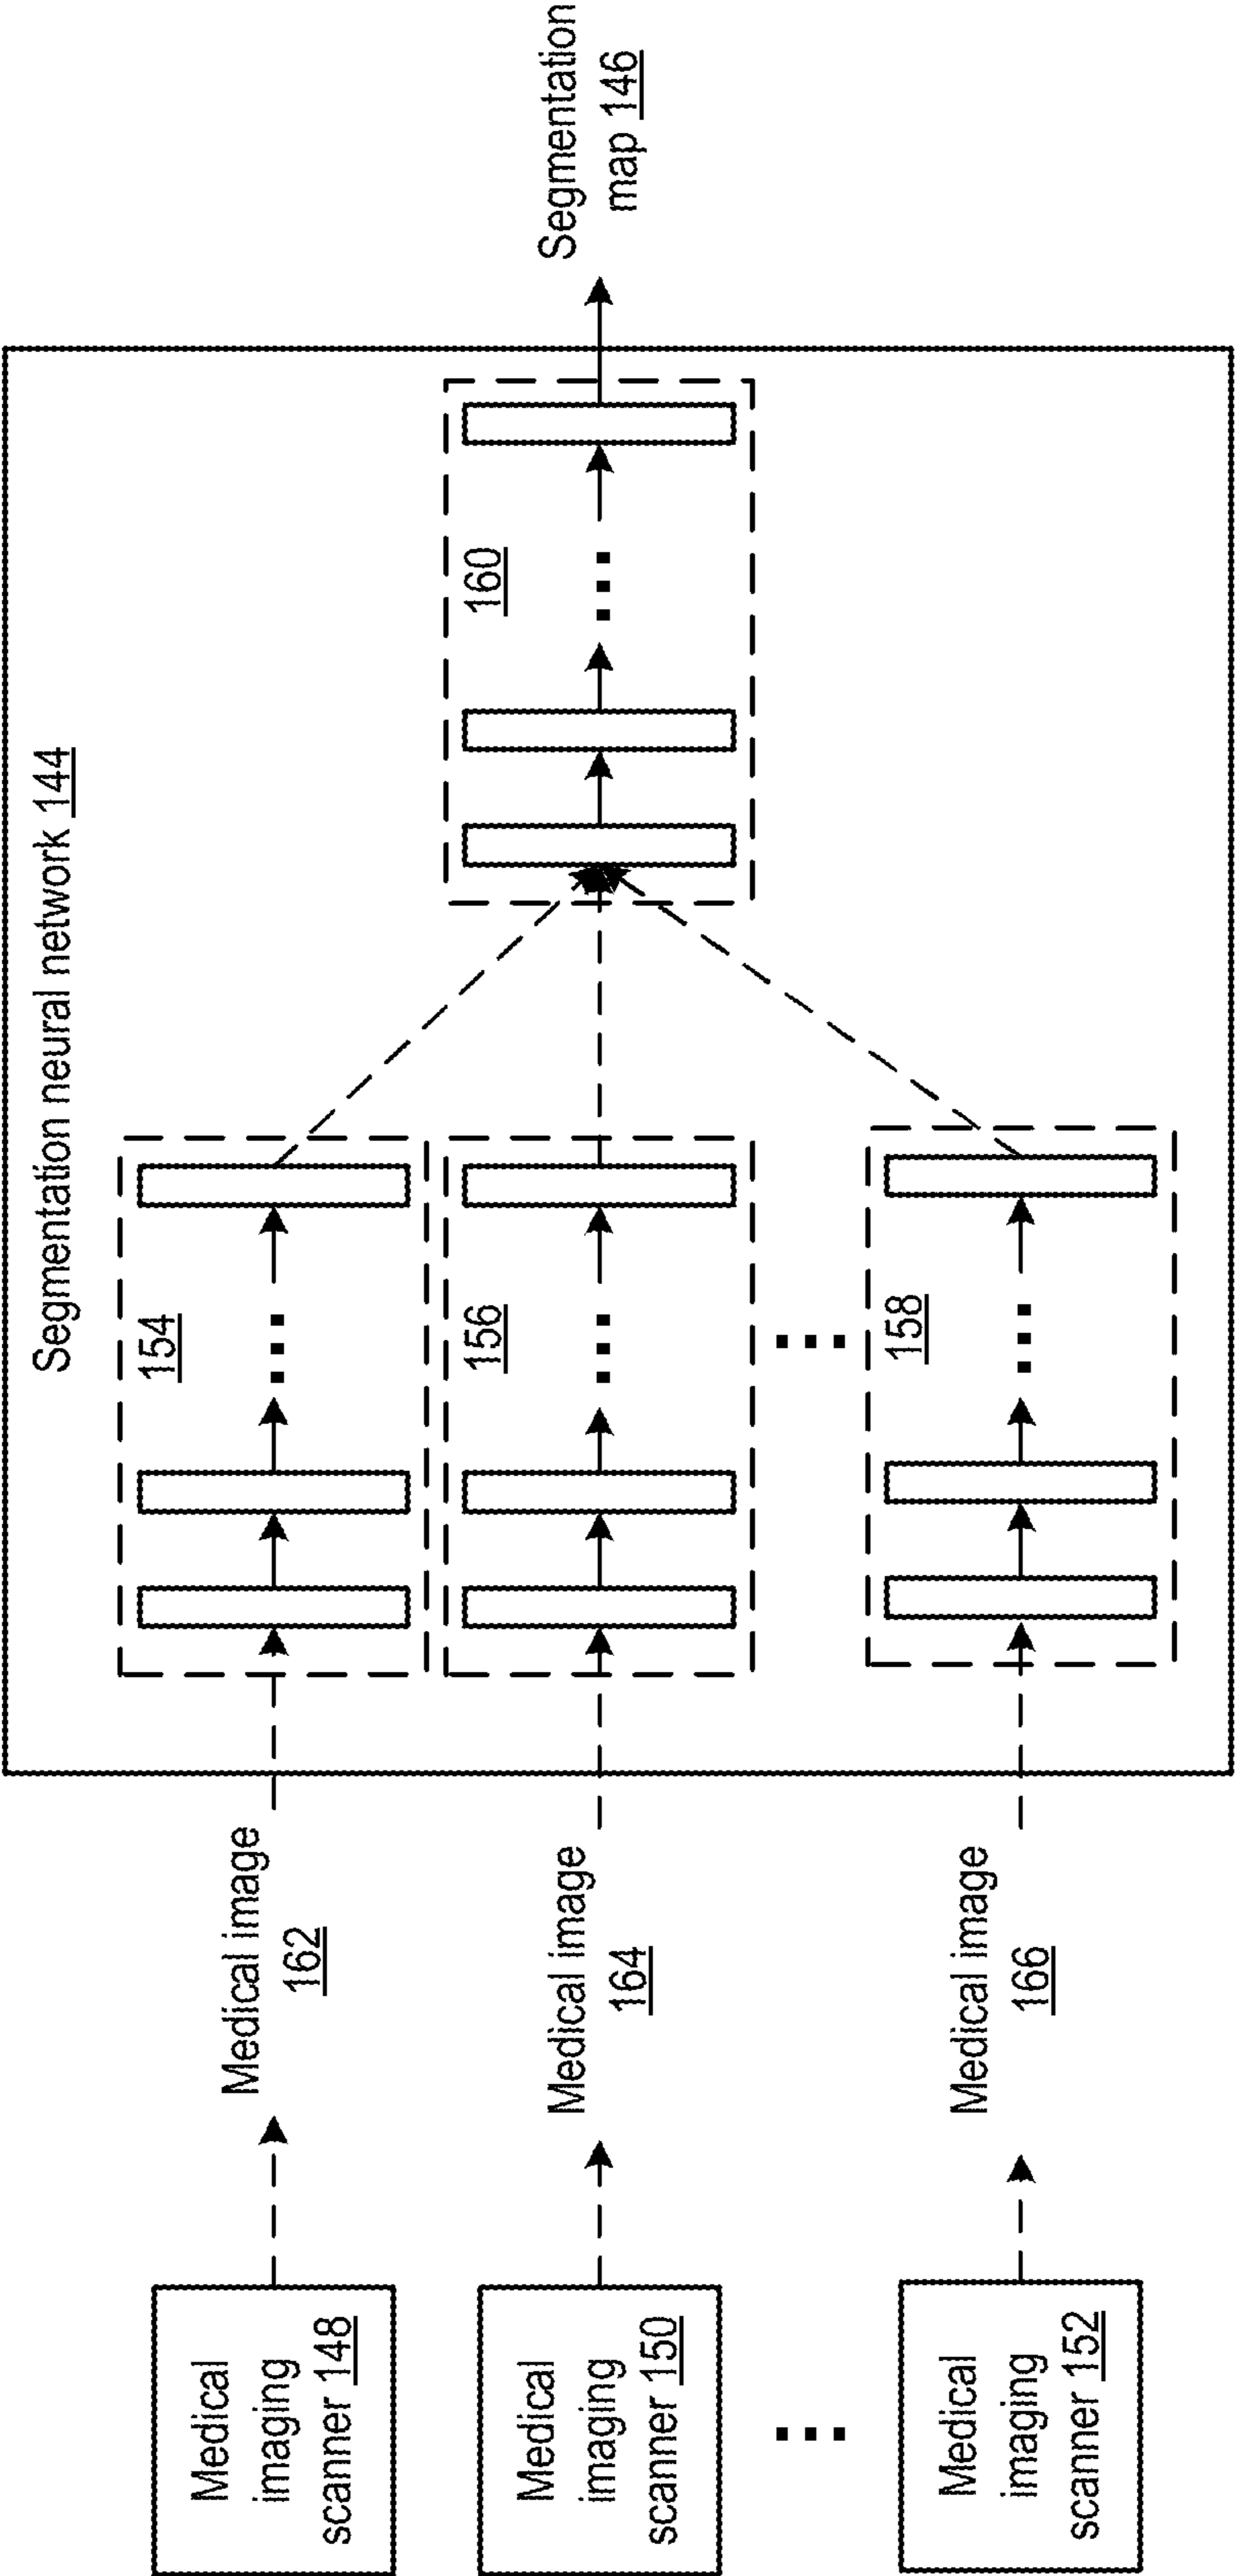 Segmentation neural network 144
Medical
imaging
scanner 148
Medical image
162
154
Medical
imaging
scanner 150
Medical image
164
156
160
Segmentation
map 146
Medical
imaging
scanner 152
Medical image
166
158